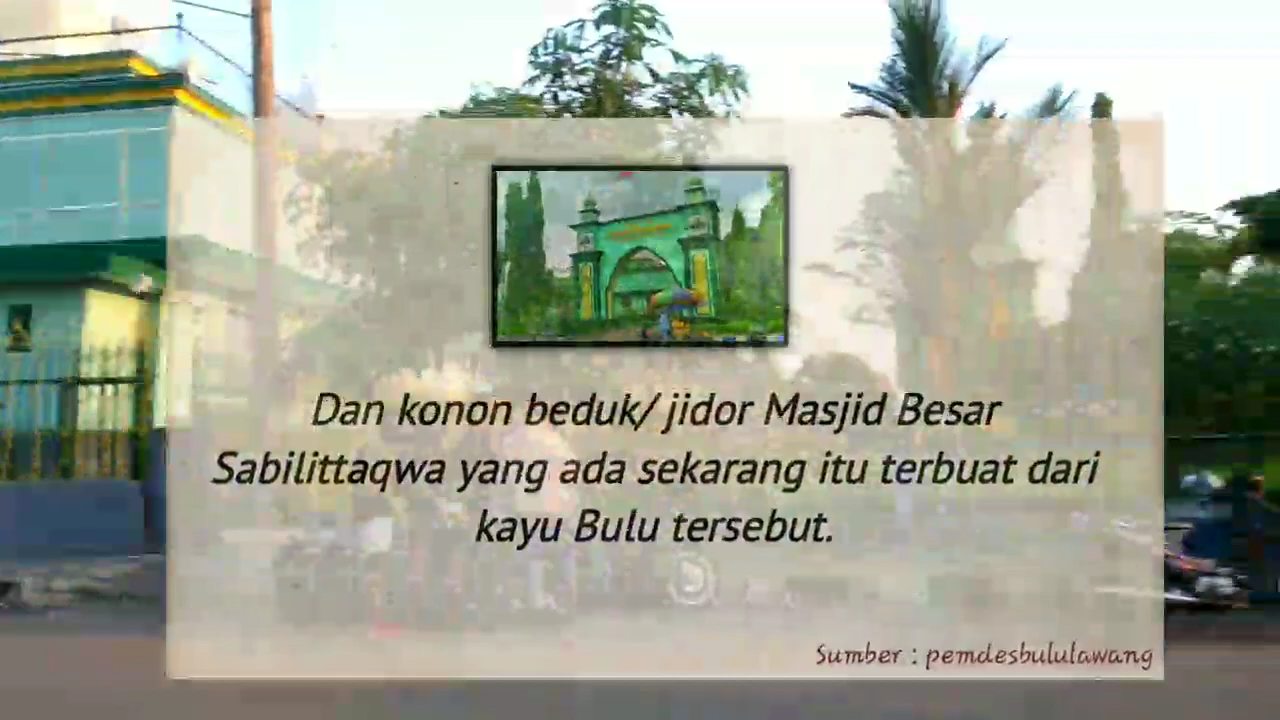 Dan konon beduk/ jidor Masjid Besar
Sabilittaqwa yang ada sekarang itu terbuat dari
kayu Bulu tersebut.
Sumber : pemdesbululawang